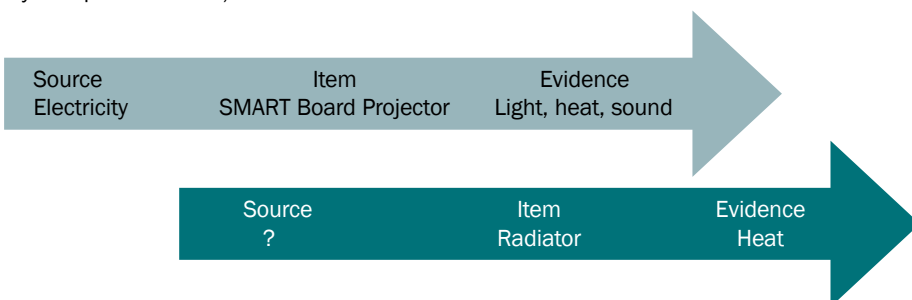 Source Item Evidence
Electricity SMART Board Projector Light, heat, sound
Source Item Evidence
? Radiator Heat